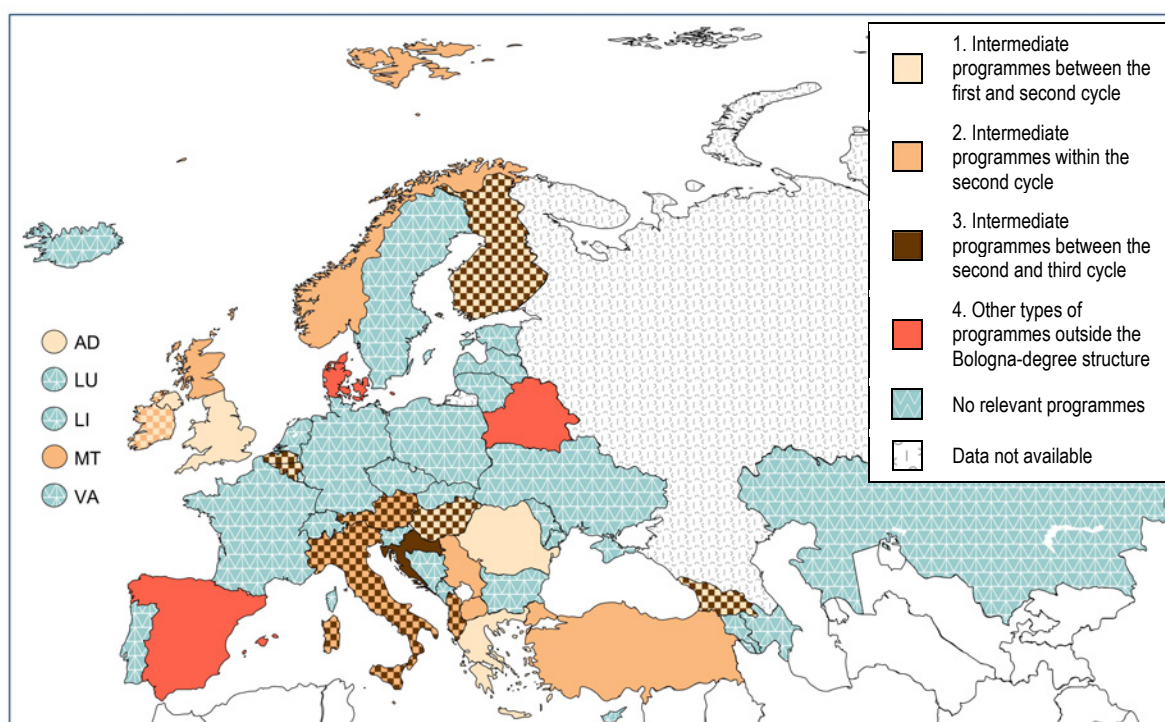 1. Intermediate
programmes between the
first and second cycle
2. Intermediate
programmes within the
second cycle
3. Intermediate
programmes between the
second and third cycle
4. Other types of
programmes outside the
Bologna-degree structure
No relevant programmes
Data not available
AD
LU
LI
MT
VA